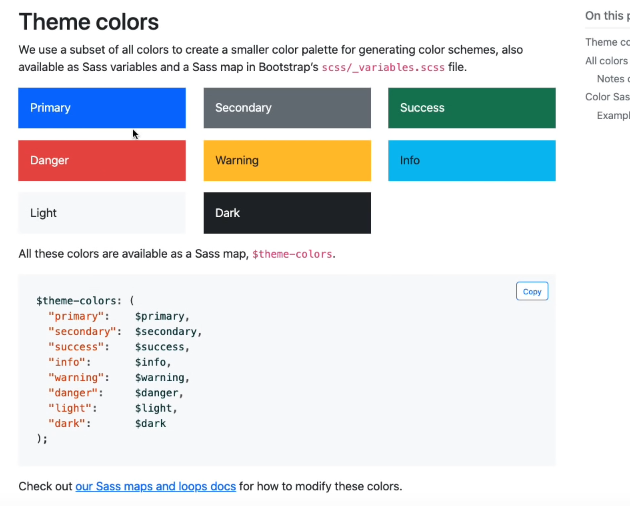 Theme colors
We use a subset of all colors to create a smaller color palette for generating color schemes, also
available as Sass variables and a Sass map in Bootstrap's scss/_variables.scss file.
Primary
Secondary
Success
Danger
Warning
Info
Light
Dark
All these colors are available as a Sass map, $theme-colors.
Copy
$theme-colors: (
  "primary":    $primary,
  "secondary":  $secondary,
  "success":    $success,
  "info":       $info,
  "warning":    $warning,
  "danger":     $danger,
  "light":      $light,
  "dark":       $dark
);
Check out our Sass maps and loops docs for how to modify these colors.
On this
Theme
All colors
Notes
Color Sas